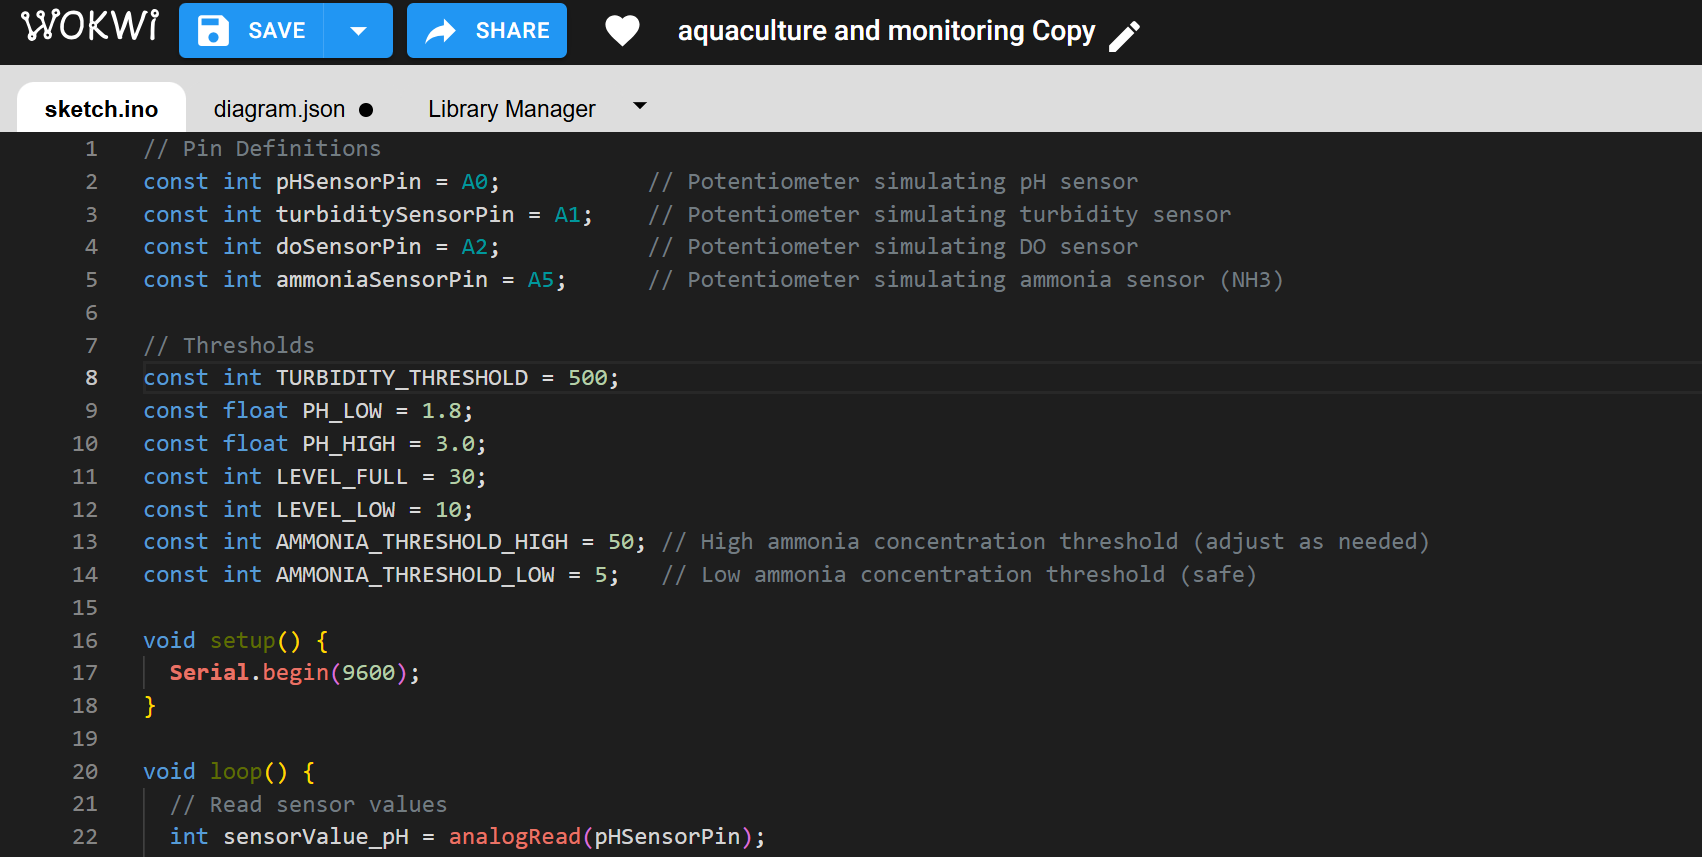 WOKWI SAVE SHARE aquaculture and monitoring Copy
sketch.ino diagram.json Library Manager
1 // Pin Definitions
2 const int pHSensorPin = A0; // Potentiometer simulating pH sensor
3 const int turbiditySensorPin = A1; // Potentiometer simulating turbidity sensor
4 const int doSensorPin = A2; // Potentiometer simulating DO sensor
5 const int ammoniaSensorPin = A5; // Potentiometer simulating ammonia sensor (NH3)
6
7 // Thresholds
8 const int TURBIDITY_THRESHOLD = 500;
9 const float PH_LOW = 1.8;
10 const float PH_HIGH = 3.0;
11 const int LEVEL_FULL = 30;
12 const int LEVEL_LOW = 10;
13 const int AMMONIA_THRESHOLD_HIGH = 50; // High ammonia concentration threshold (adjust as needed)
14 const int AMMONIA_THRESHOLD_LOW = 5; // Low ammonia concentration threshold (safe)
15
16 void setup() {
17 Serial.begin(9600);
18 }
19
20 void loop() {
21 // Read sensor values
22 int sensorValue_pH = analogRead(pHSensorPin);